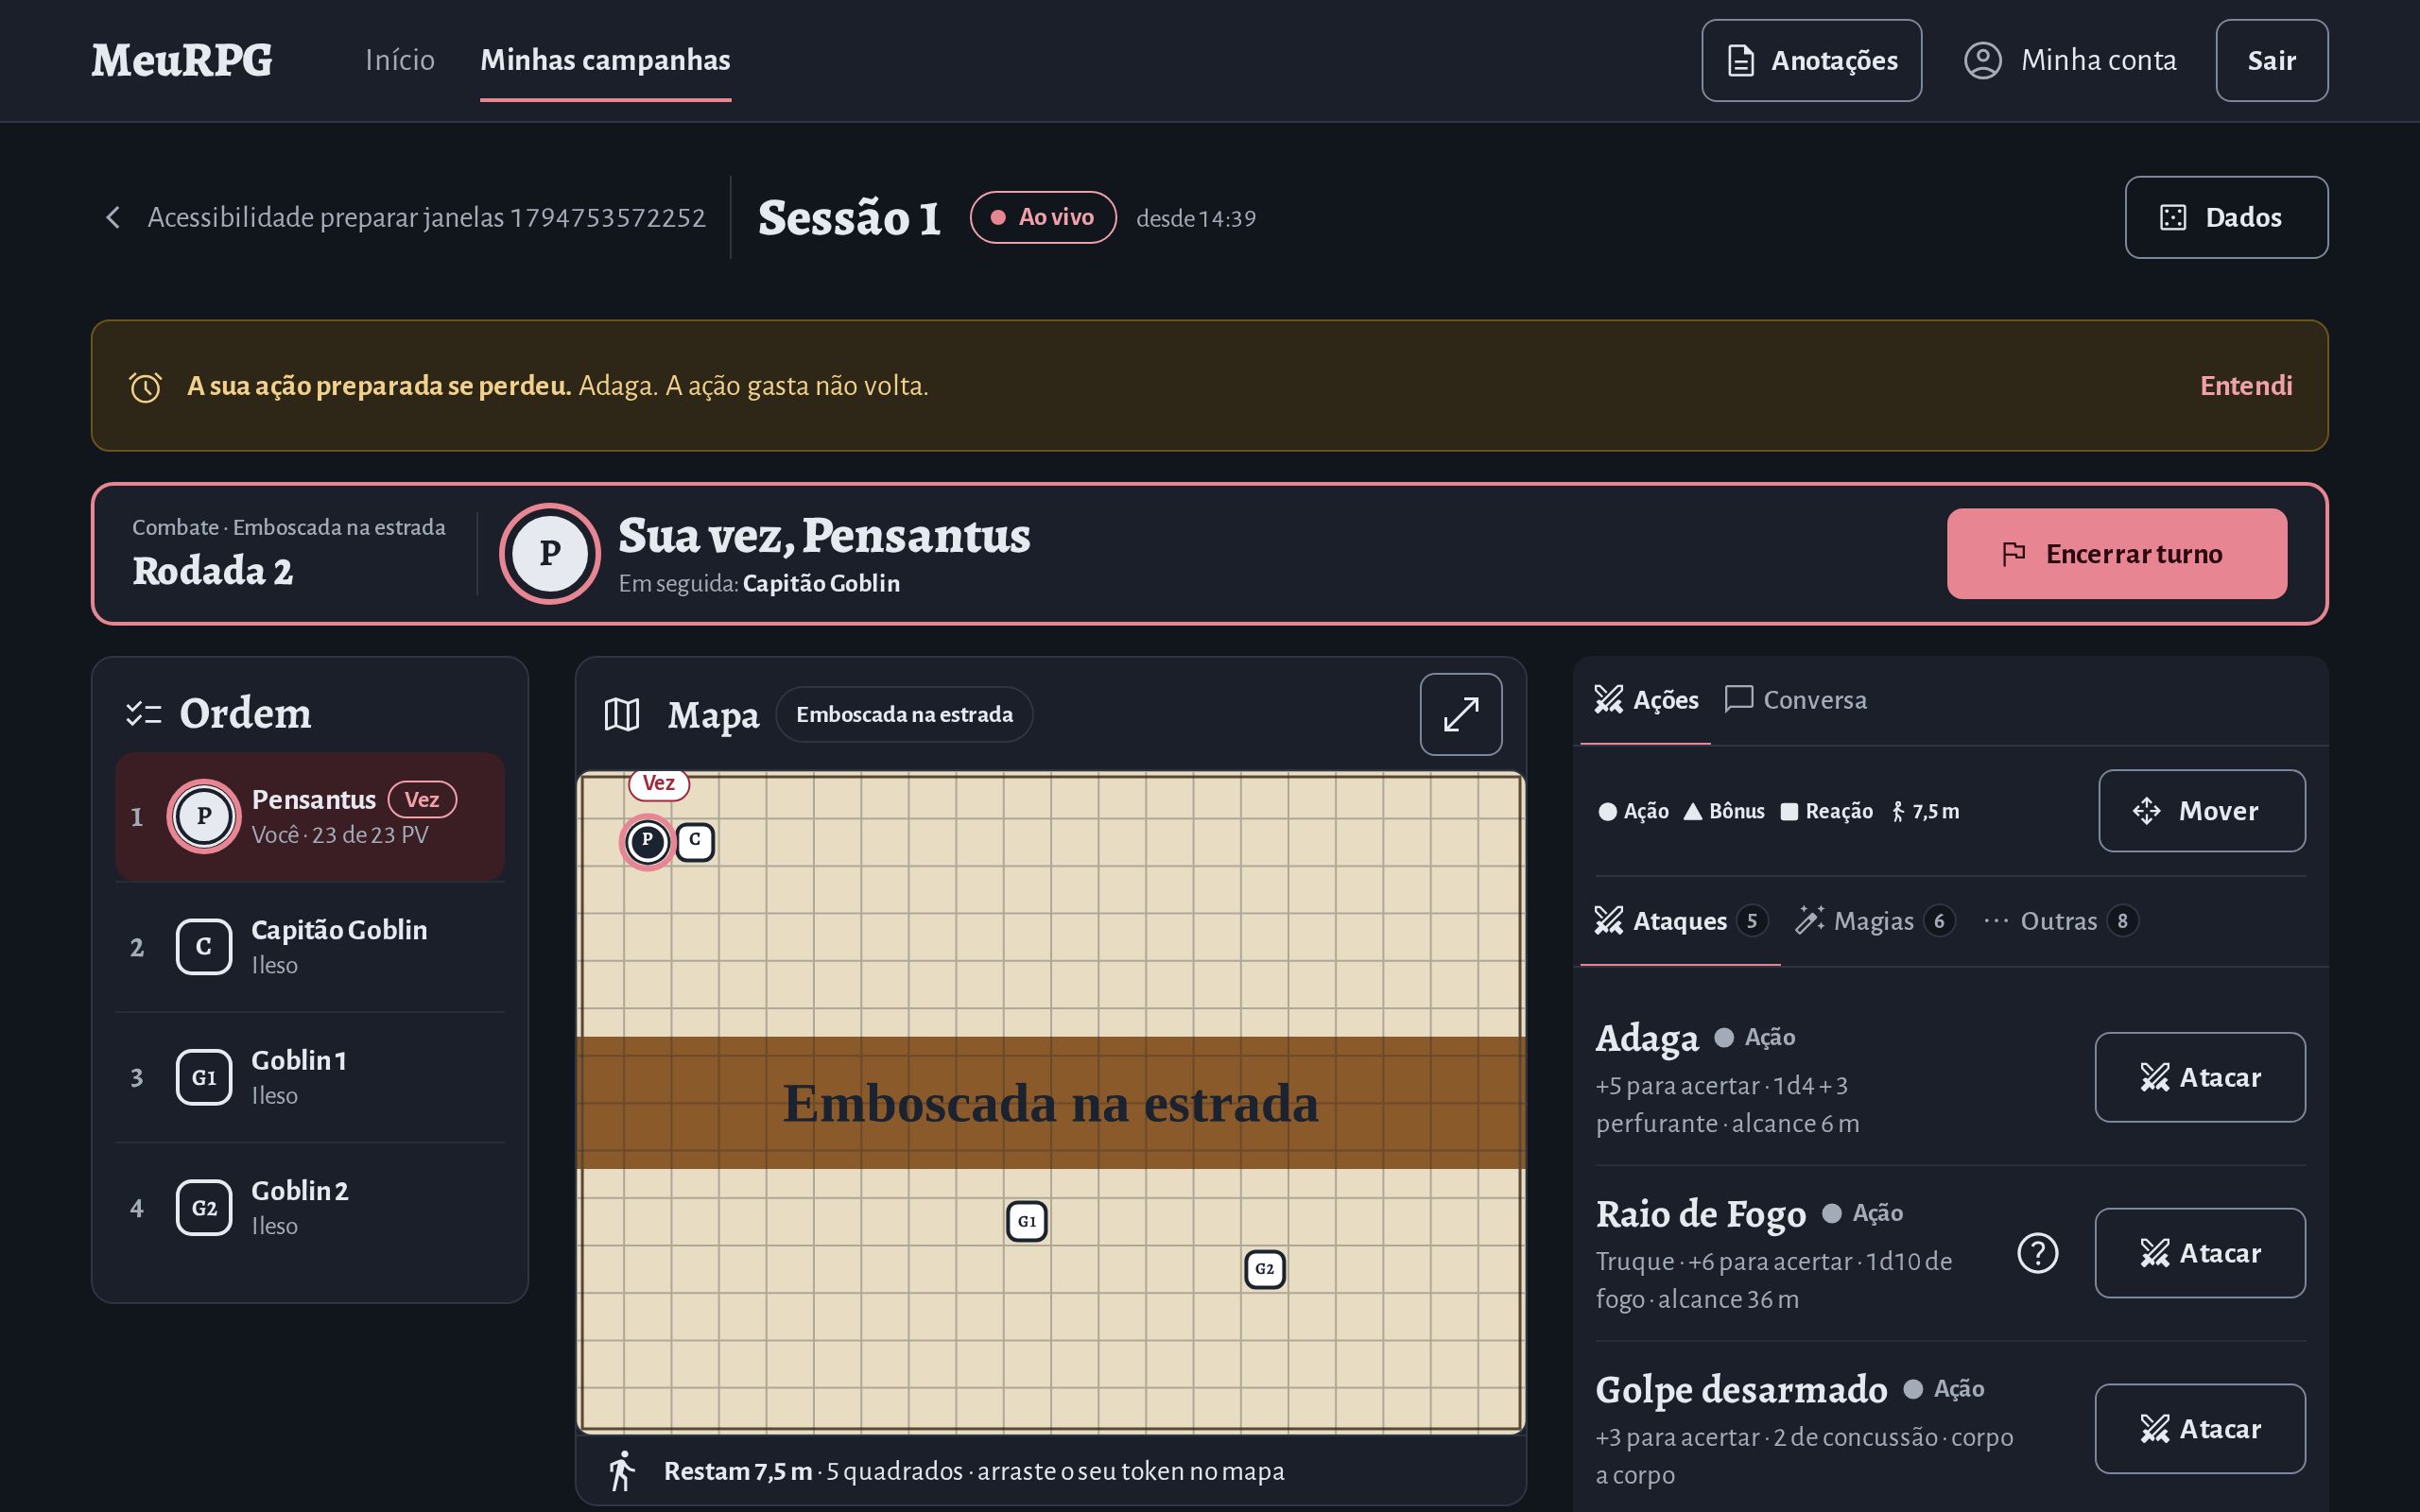 MeuRPG
Início
Minhas campanhas
Anotações
Minha conta
Sair
Acessibilidade preparar janelas 1794753572252
Sessão 1
Ao vivo
desde 14:39
Dados
A sua ação preparada se perdeu. Adaga. A ação gasta não volta.
Entendi
Combate · Emboscada na estrada
Rodada 2
P
Sua vez, Pensantus
Em seguida: Capitão Goblin
Encerrar turno
Ordem
1
P
Pensantus
Vez
Você · 23 de 23 PV
2
C
Capitão Goblin
Ileso
3
G1
Goblin 1
Ileso
4
G2
Goblin 2
Ileso
Mapa
Emboscada na estrada
Vez
P
C
Emboscada na estrada
G1
G2
Restam 7,5 m · 5 quadrados · arraste o seu token no mapa
Ações
Conversa
Ação
Bônus
Reação
7,5 m
Mover
Ataques 5
Magias 6
Outras 8
Adaga
Ação
+5 para acertar · 1d4 + 3
perfurante · alcance 6 m
Atacar
Raio de Fogo
Ação
Truque · +6 para acertar · 1d10 de
fogo · alcance 36 m
Atacar
Golpe desarmado
Ação
+3 para acertar · 2 de concussão · corpo
a corpo
Atacar